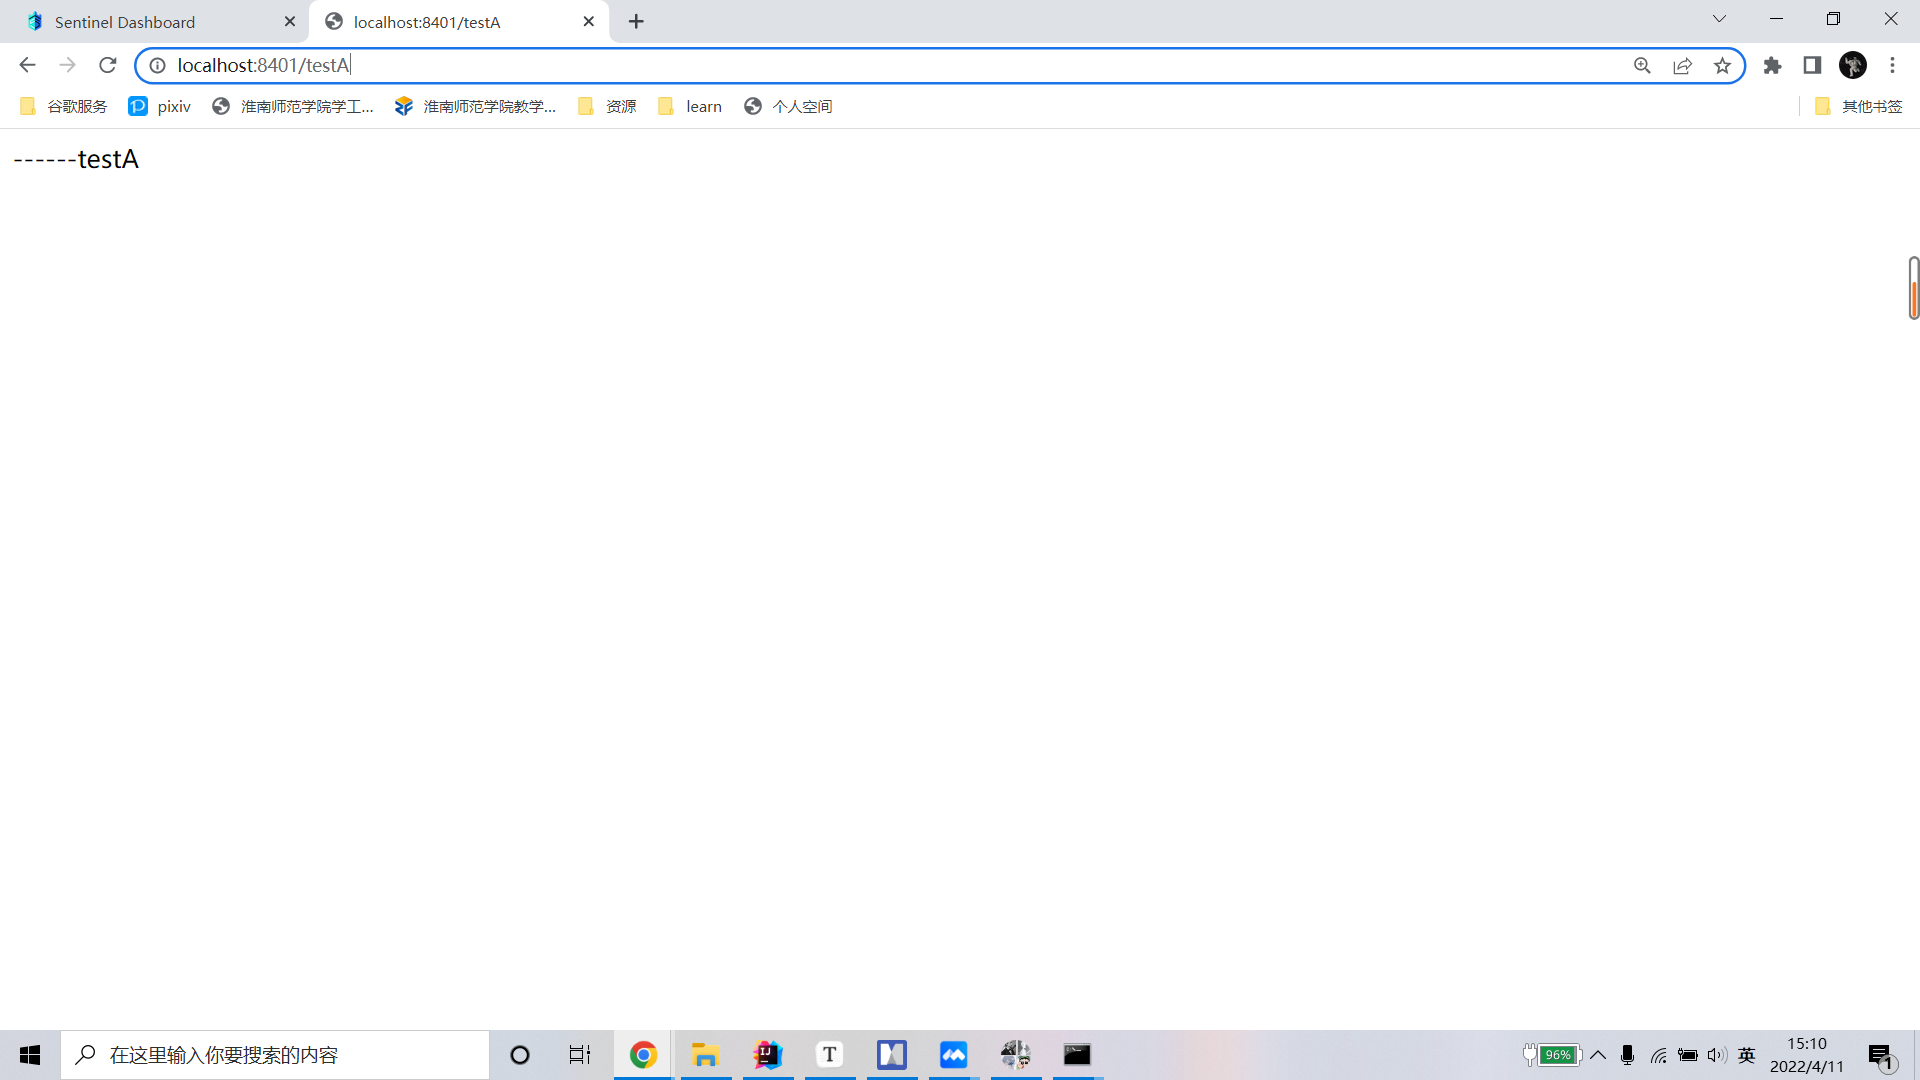 Sentinel Dashboard
localhost:8401/testA
localhost:8401/testA
谷歌服务
pixiv
淮南师范学院学工...
淮南师范学院教学...
资源
learn
个人空间
其他书签
------testA
在这里输入你要搜索的内容
96%
英
15:10
2022/4/11
1